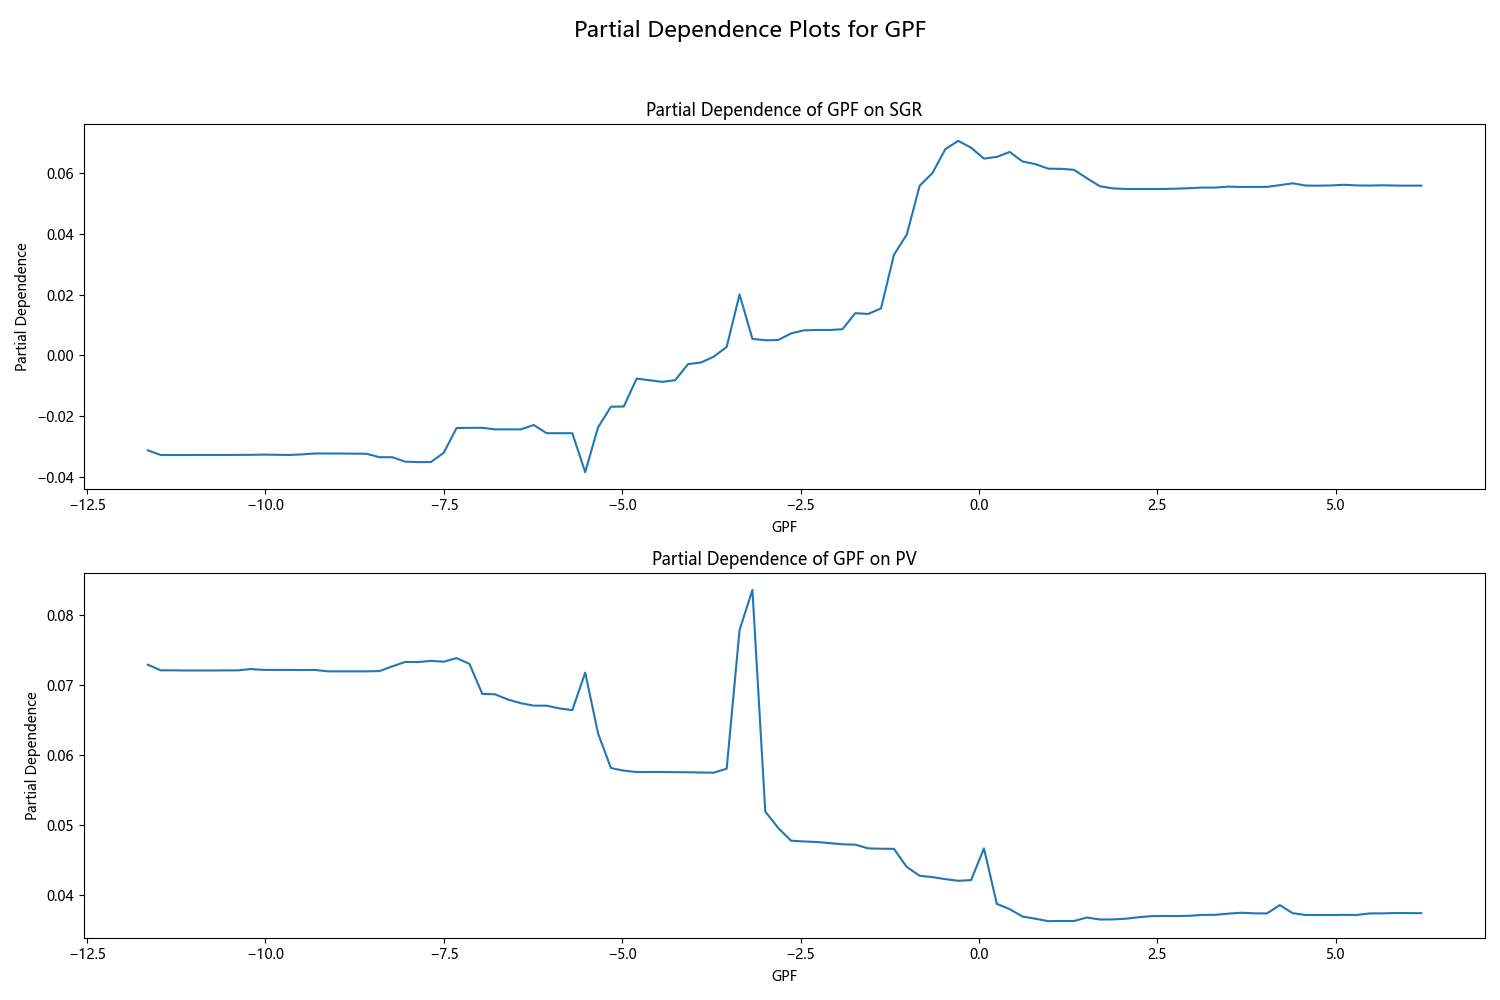 Partial Dependence Plots for GPF
Partial Dependence of GPF on SGR
Partial Dependence
0.06
0.04
0.02
0.00
−0.02
−0.04
−12.5 −10.0 −7.5 −5.0 −2.5 0.0 2.5 5.0
GPF
Partial Dependence of GPF on PV
Partial Dependence
0.08
0.07
0.06
0.05
0.04
−12.5 −10.0 −7.5 −5.0 −2.5 0.0 2.5 5.0
GPF